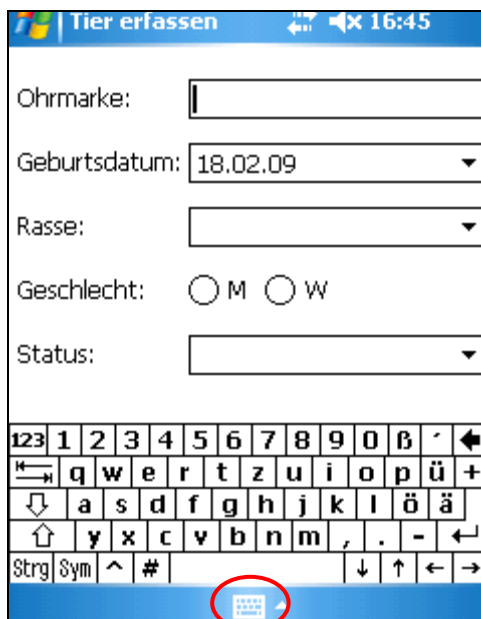 Tier erfassen 16:45
Ohrmarke:
Geburtsdatum: 18.02.09
Rasse:
Geschlecht: M W
Status:
123 1 2 3 4 5 6 7 8 9 0 ß ´
q w e r t z u i o p ü +
a s d f g h j k l ö ä
y x c v b n m , . -
Strg Sym ^ #